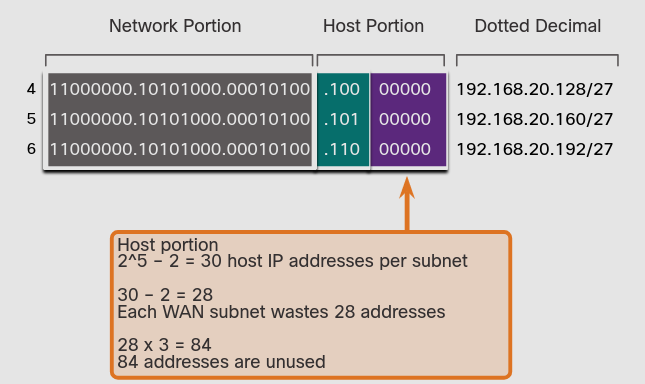 Network Portion Host Portion Dotted Decimal
4 11000000.10101000.00010100 .100 00000 192.168.20.128/27
5 11000000.10101000.00010100 .101 00000 192.168.20.160/27
6 11000000.10101000.00010100 .110 00000 192.168.20.192/27
Host portion
2^5 – 2 = 30 host IP addresses per subnet
30 – 2 = 28
Each WAN subnet wastes 28 addresses
28 x 3 = 84
84 addresses are unused